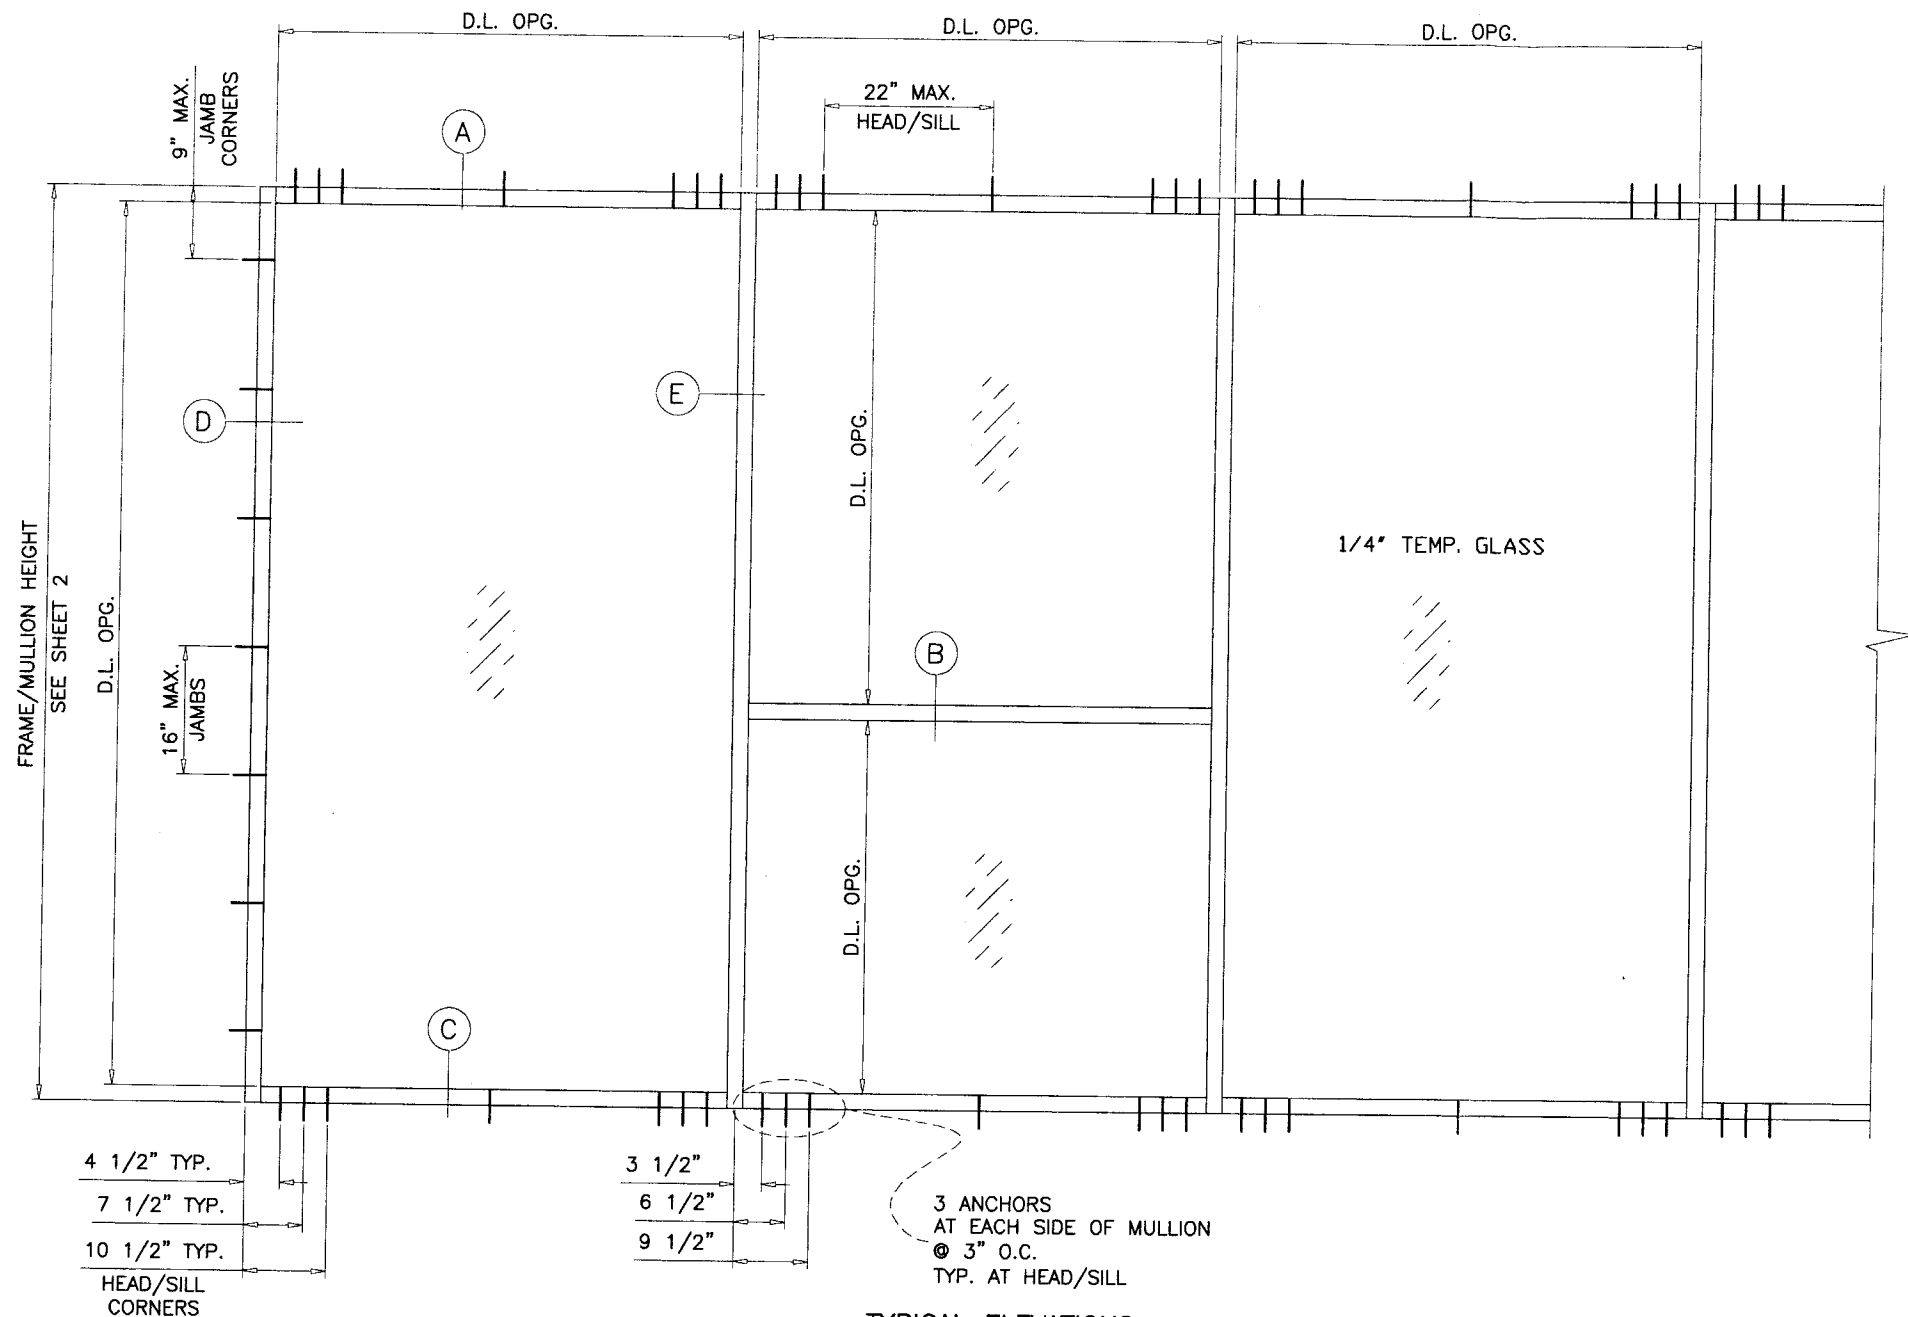 D.L. OPG.
D.L. OPG.
D.L. OPG.
9" MAX.
JAMB
CORNERS
A
22" MAX.
HEAD/SILL
D
E
D.L. OPG.
1/4" TEMP. GLASS
FRAME/MULLION HEIGHT
SEE SHEET 2
D.L. OPG.
16" MAX.
JAMBS
B
D.L. OPG.
C
4 1/2" TYP.
7 1/2" TYP.
10 1/2" TYP.
HEAD/SILL
CORNERS
3 1/2"
6 1/2"
9 1/2"
3 ANCHORS
AT EACH SIDE OF MULLION
@ 3" O.C.
TYP. AT HEAD/SILL
TYPICAL ELEVATIONS